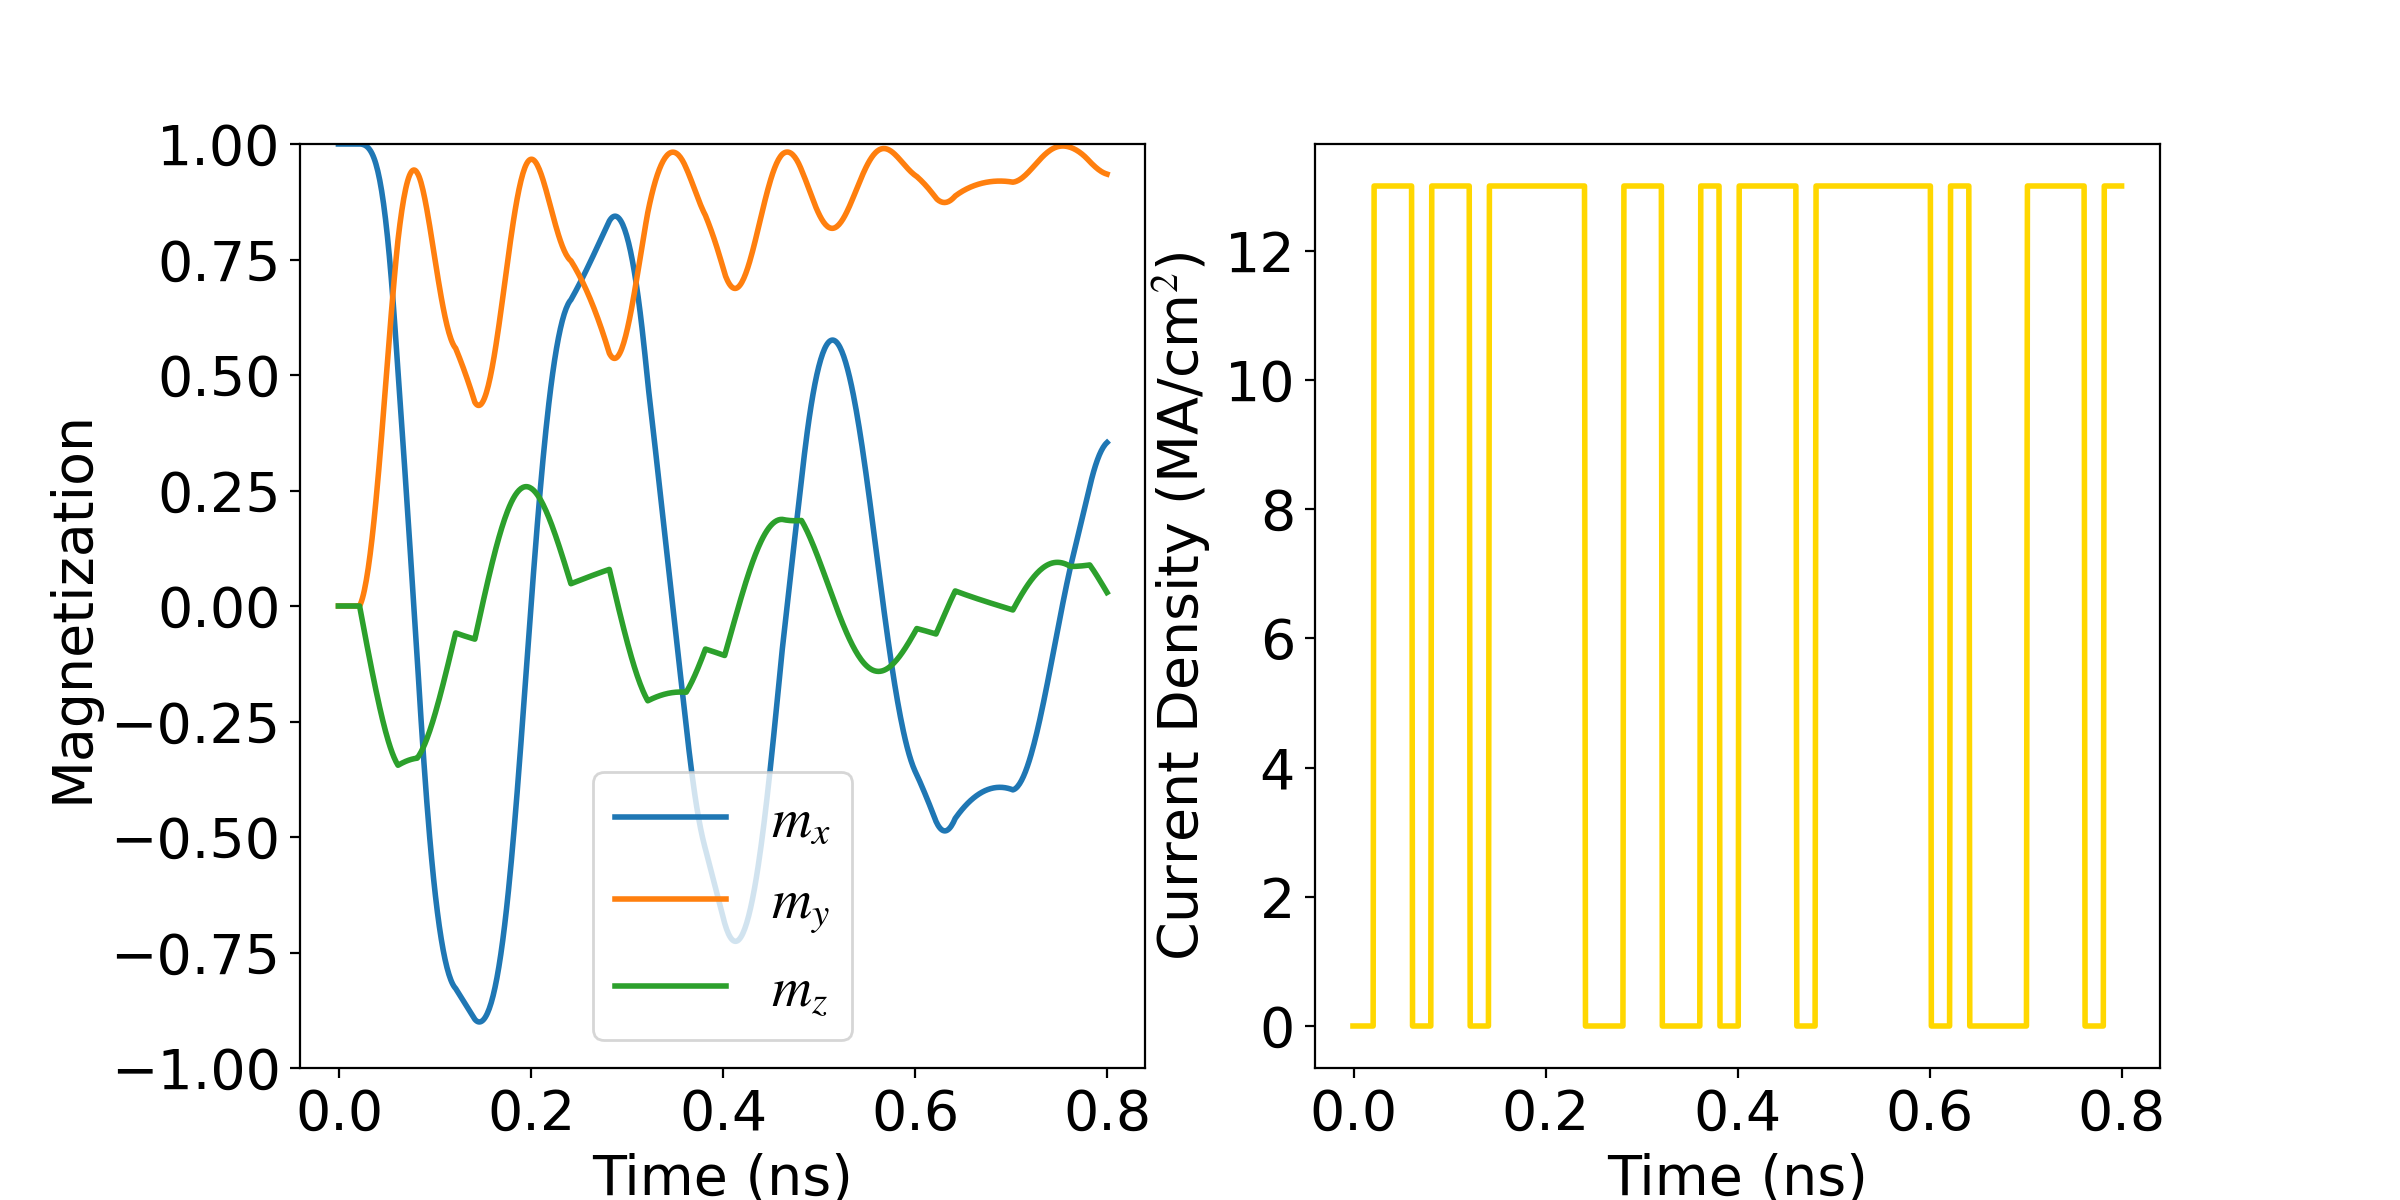 Magnetization
1.00
0.75
0.50
0.25
0.00
−0.25
−0.50
−0.75
−1.00
0.0 0.2 0.4 0.6 0.8
Time (ns)
m_x
m_y
m_z
Current Density (MA/cm²)
12
10
8
6
4
2
0
0.0 0.2 0.4 0.6 0.8
Time (ns)